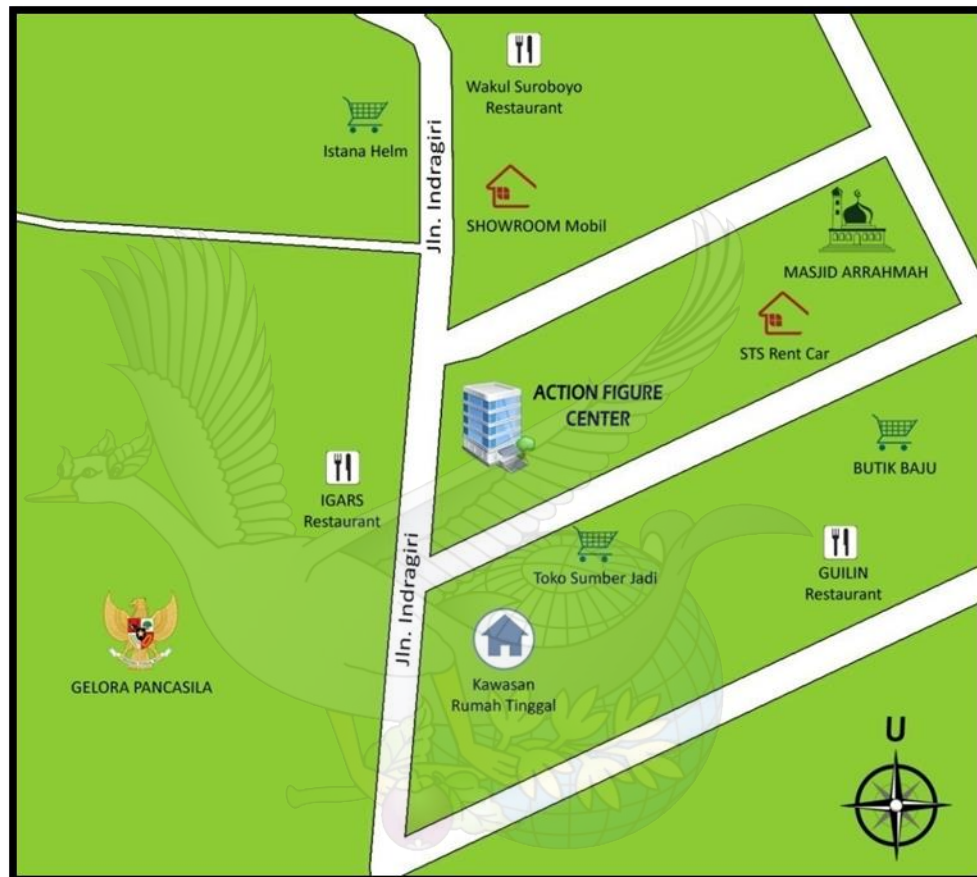 Wakul Suroboyo
Restaurant
Istana Helm
Jln. Indragiri
SHOWROOM Mobil
MASJID ARRAHMAH
STS Rent Car
ACTION FIGURE
CENTER
BUTIK BAJU
IGARS
Restaurant
Jln. Indragiri
Toko Sumber Jadi
GUILIN
Restaurant
GELORA PANCASILA
Kawasan
Rumah Tinggal
U